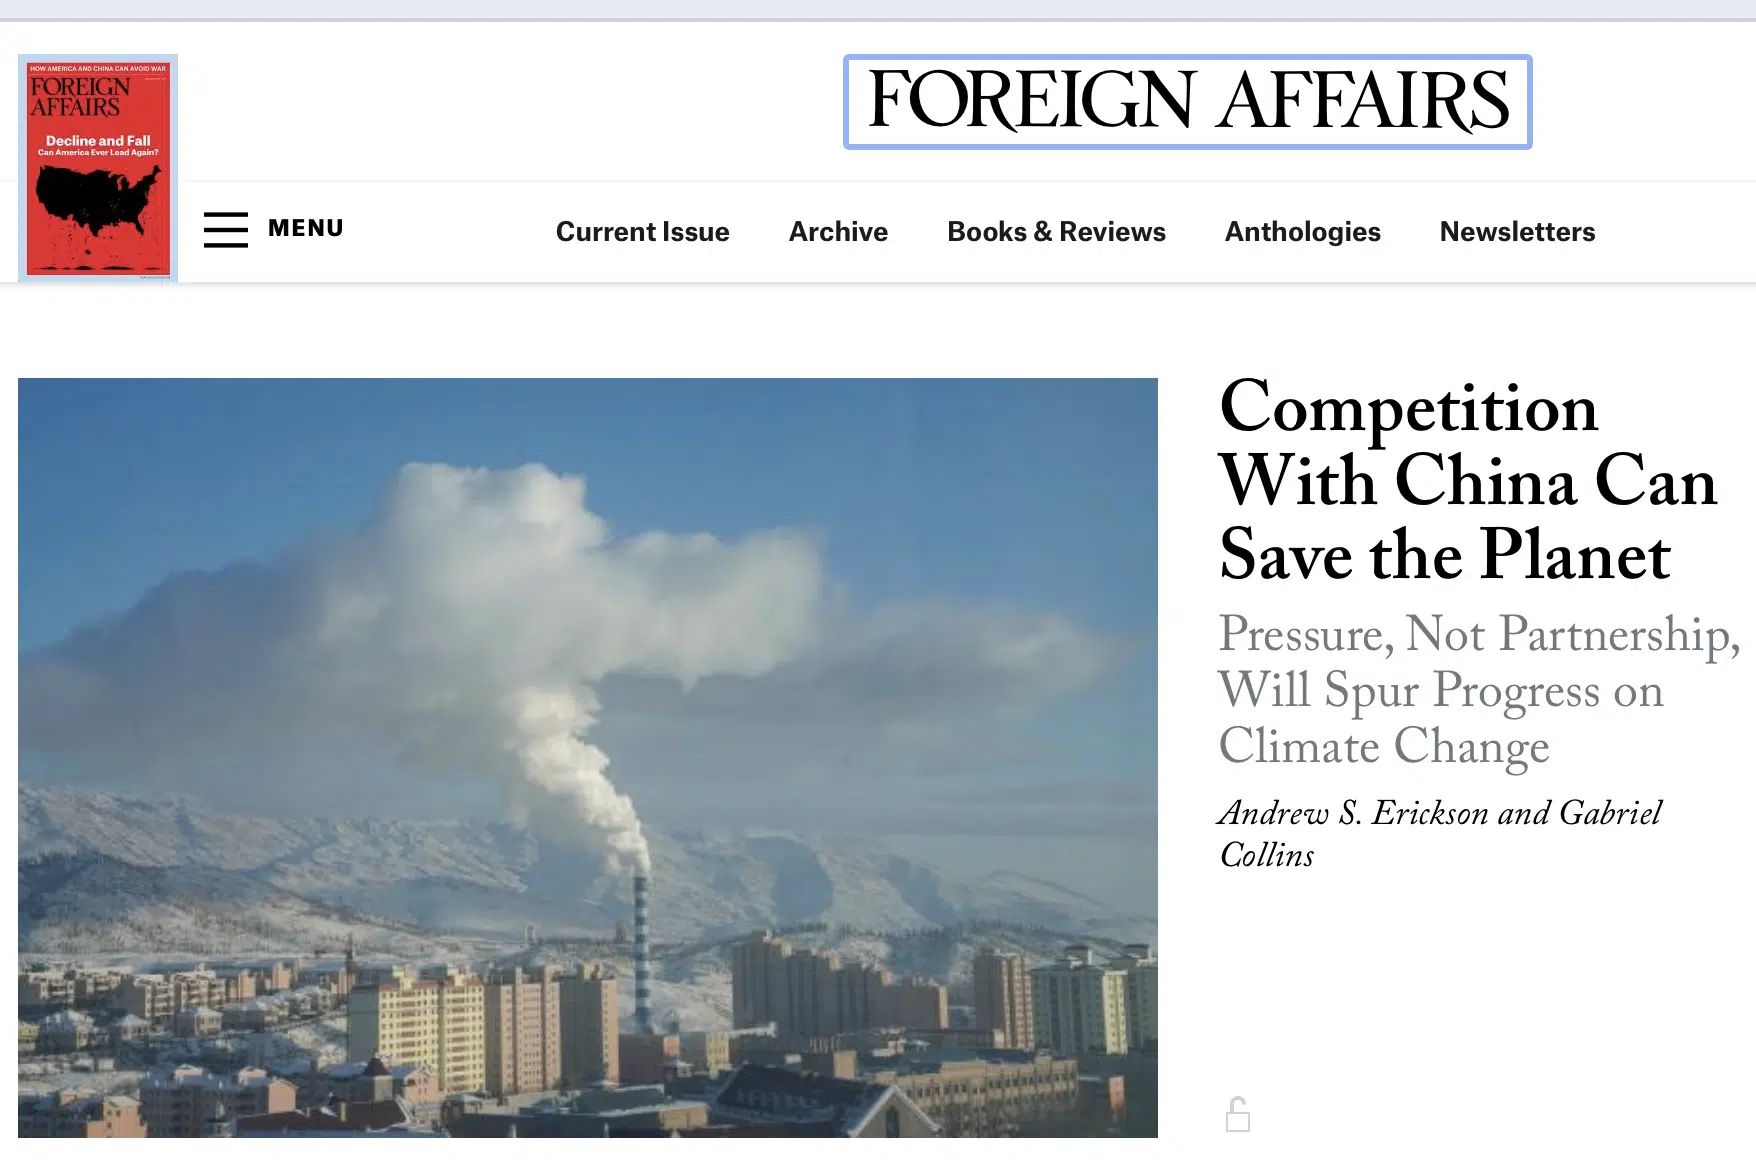 HOW AMERICA AND CHINA CAN AVOID WAR
FOREIGN
AFFAIRS
Decline and Fall
Can America Ever Lead Again?
FOREIGN AFFAIRS
MENU
Current Issue
Archive
Books & Reviews
Anthologies
Newsletters
Competition
With China Can
Save the Planet
Pressure, Not Partnership,
Will Spur Progress on
Climate Change
Andrew S. Erickson and Gabriel
Collins